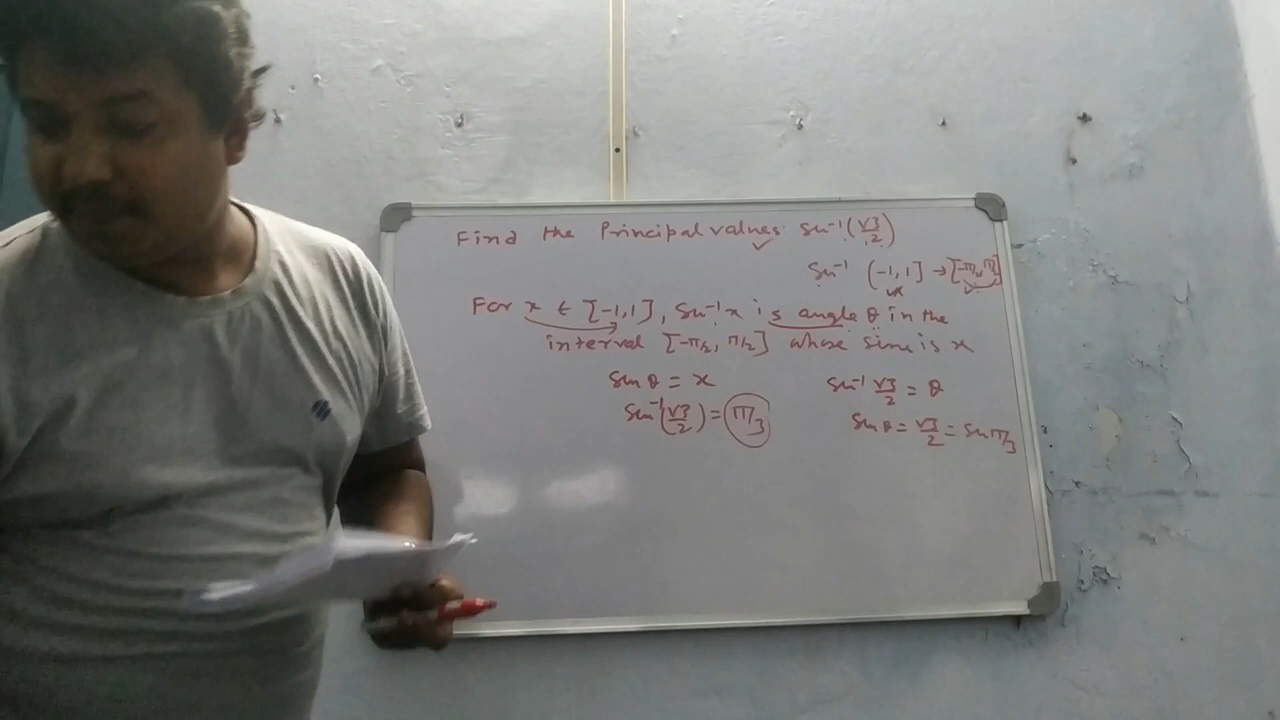 Find the Principal values sin⁻¹(√3/2)
sin⁻¹ [-1,1] → [-π/2, π/2]
For x ∈ [-1,1], sin⁻¹x is angle θ in the
interval [-π/2, π/2] whose sine is x
sin θ = x
sin⁻¹ √3/2 = θ
sin⁻¹(√3/2) = π/3
sin θ = √3/2 = sin π/3